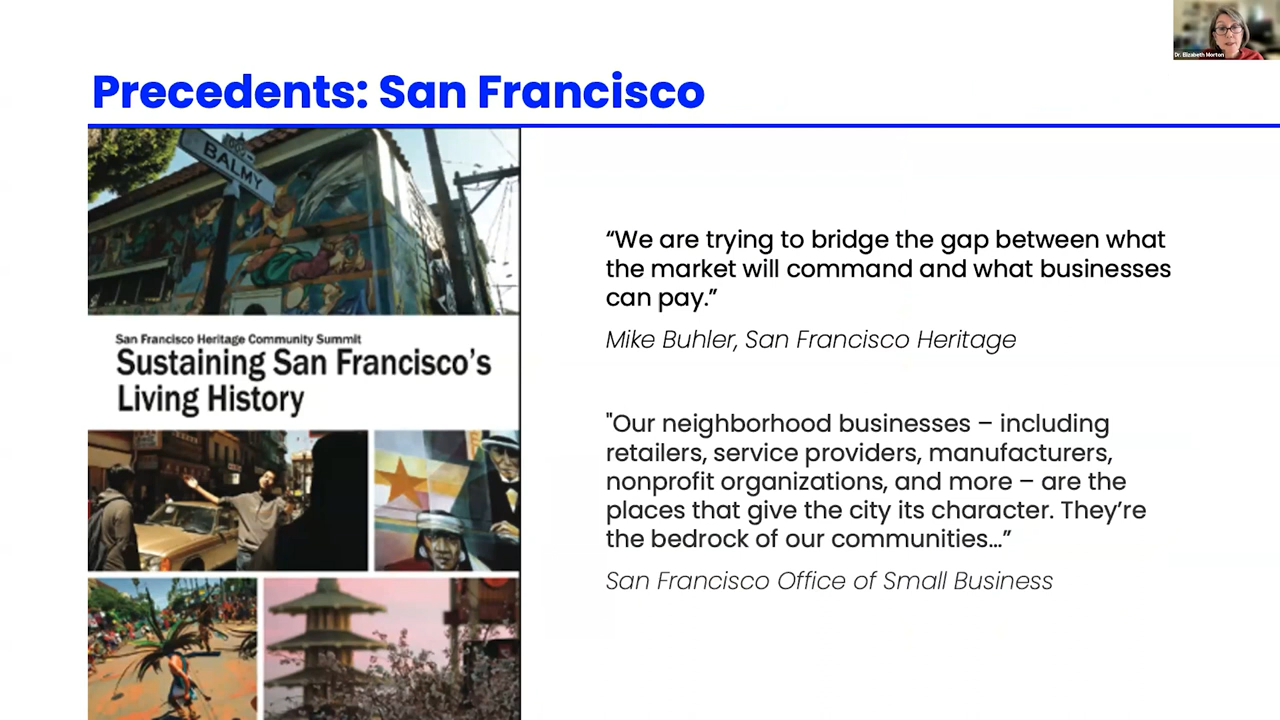 Dr. Elizabeth Morton
Precedents: San Francisco
BALMY
San Francisco Heritage Community Summit
Sustaining San Francisco's
Living History
“We are trying to bridge the gap between what
the market will command and what businesses
can pay.”
Mike Buhler, San Francisco Heritage
"Our neighborhood businesses – including
retailers, service providers, manufacturers,
nonprofit organizations, and more – are the
places that give the city its character. They’re
the bedrock of our communities…”
San Francisco Office of Small Business